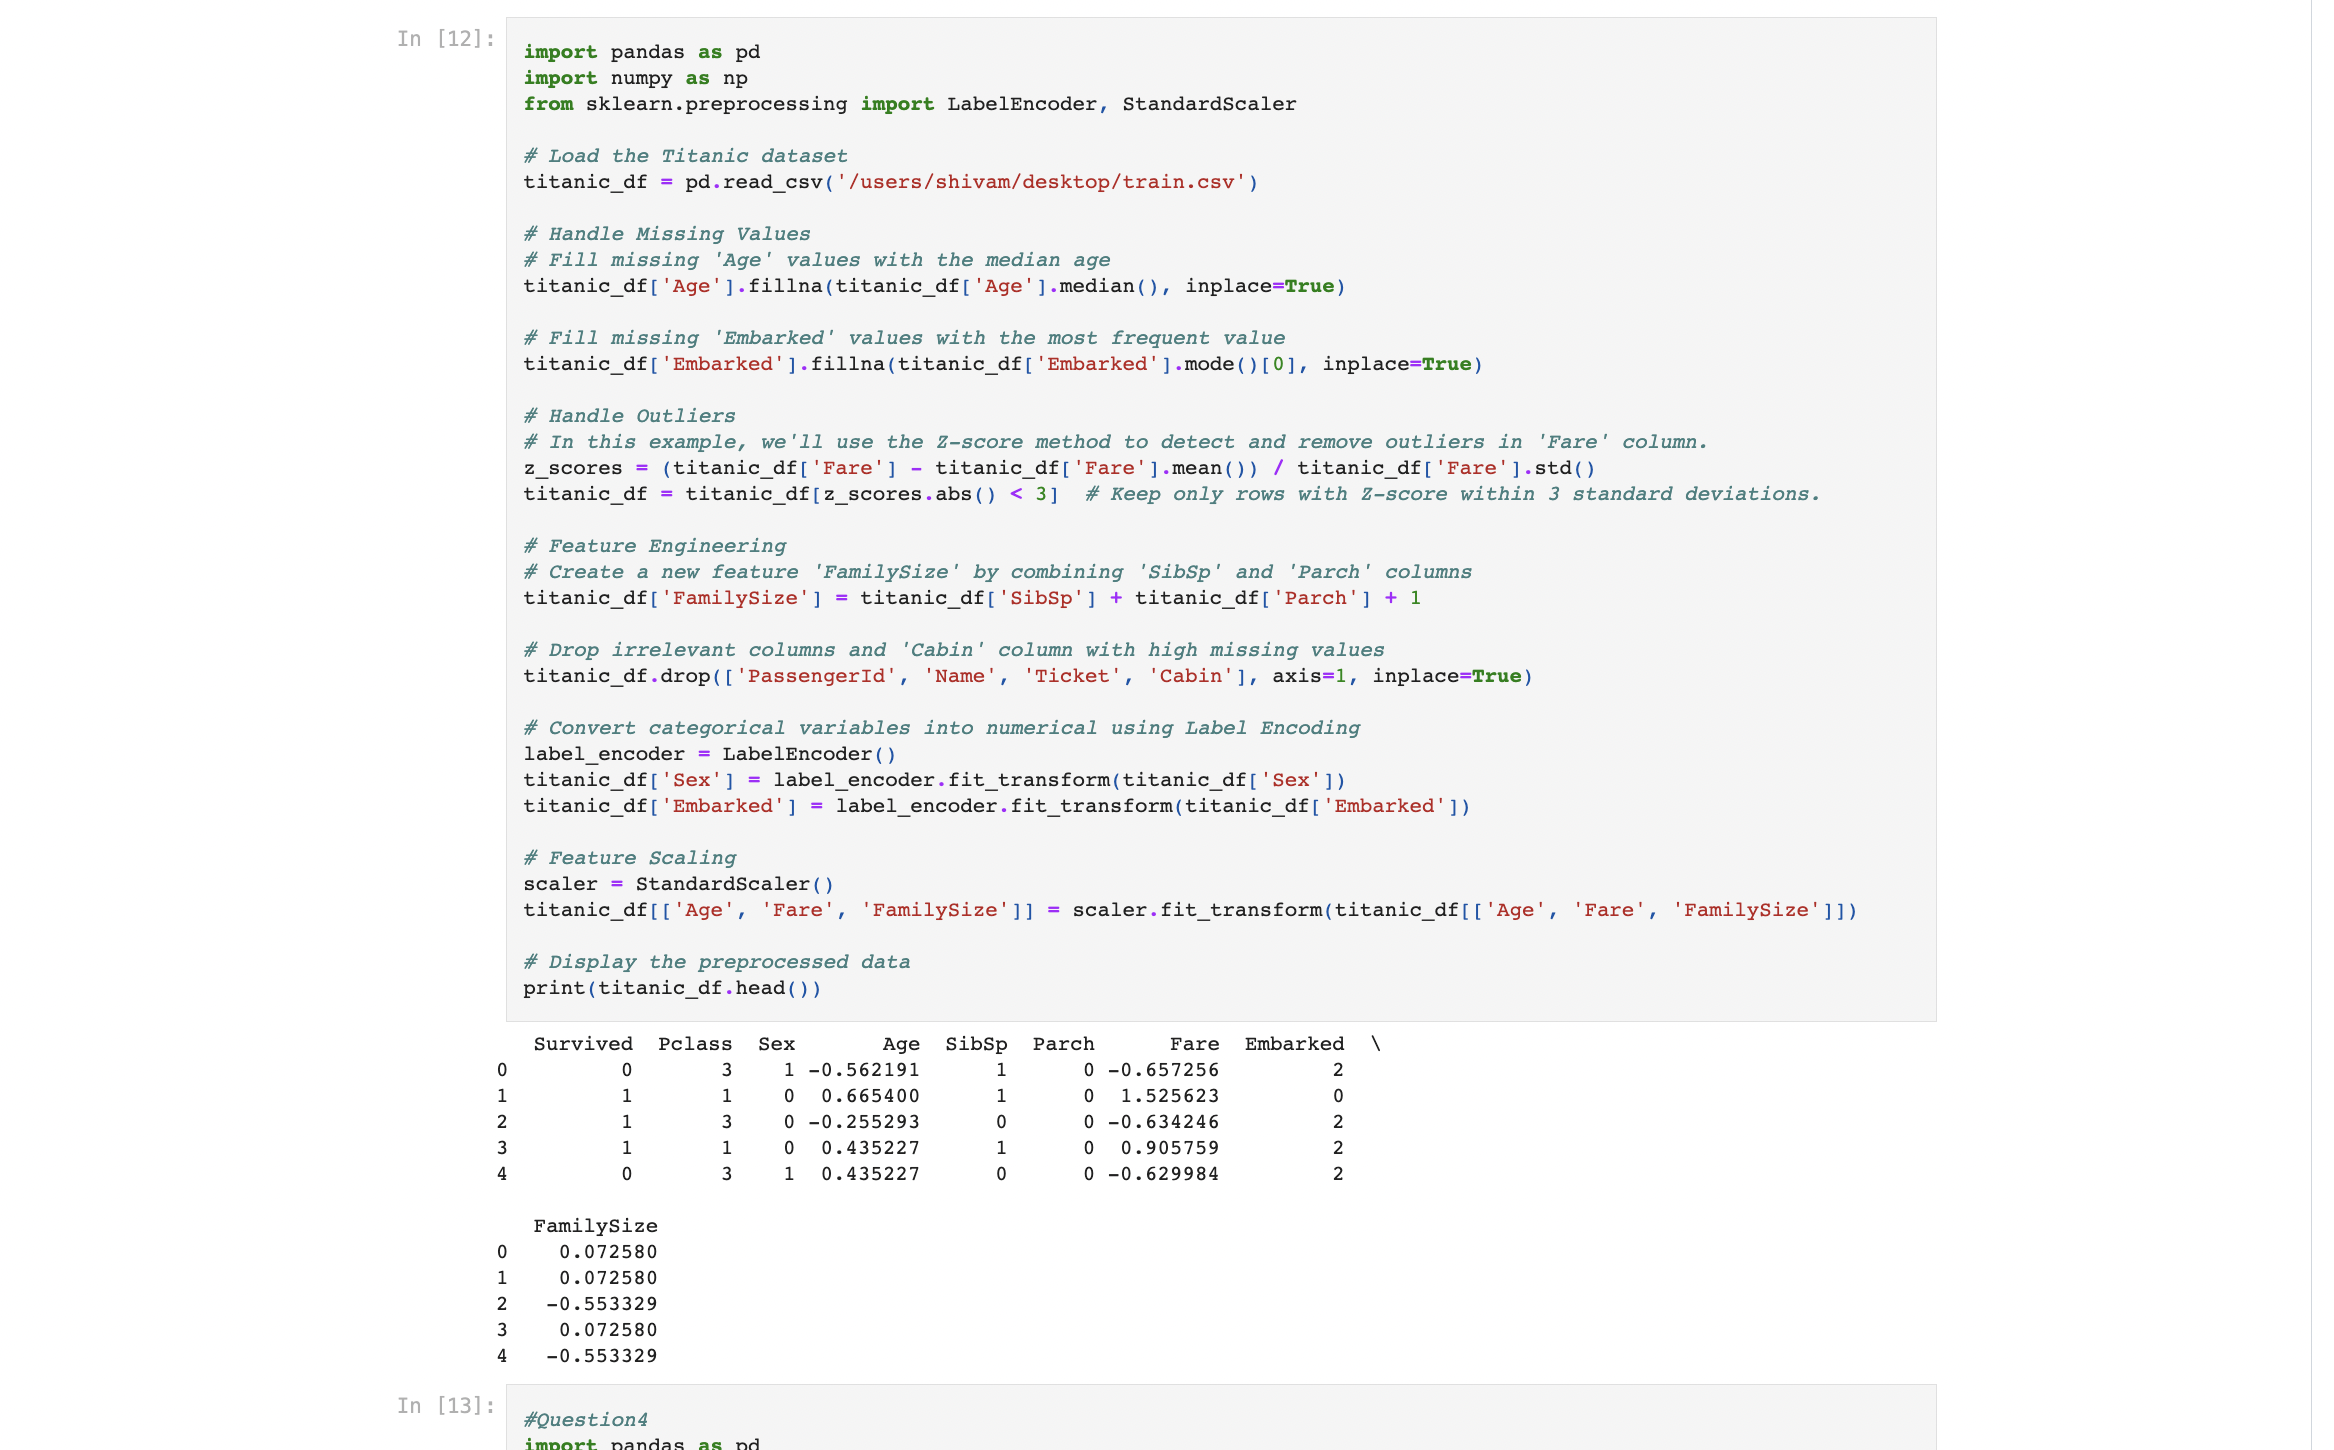 In [12]:
import pandas as pd
import numpy as np
from sklearn.preprocessing import LabelEncoder, StandardScaler
# Load the Titanic dataset
titanic_df = pd.read_csv('/users/shivam/desktop/train.csv')
# Handle Missing Values
# Fill missing 'Age' values with the median age
titanic_df['Age'].fillna(titanic_df['Age'].median(), inplace=True)
# Fill missing 'Embarked' values with the most frequent value
titanic_df['Embarked'].fillna(titanic_df['Embarked'].mode()[0], inplace=True)
# Handle Outliers
# In this example, we'll use the Z-score method to detect and remove outliers in 'Fare' column.
z_scores = (titanic_df['Fare'] - titanic_df['Fare'].mean()) / titanic_df['Fare'].std()
titanic_df = titanic_df[z_scores.abs() < 3]  # Keep only rows with Z-score within 3 standard deviations.
# Feature Engineering
# Create a new feature 'FamilySize' by combining 'SibSp' and 'Parch' columns
titanic_df['FamilySize'] = titanic_df['SibSp'] + titanic_df['Parch'] + 1
# Drop irrelevant columns and 'Cabin' column with high missing values
titanic_df.drop(['PassengerId', 'Name', 'Ticket', 'Cabin'], axis=1, inplace=True)
# Convert categorical variables into numerical using Label Encoding
label_encoder = LabelEncoder()
titanic_df['Sex'] = label_encoder.fit_transform(titanic_df['Sex'])
titanic_df['Embarked'] = label_encoder.fit_transform(titanic_df['Embarked'])
# Feature Scaling
scaler = StandardScaler()
titanic_df[['Age', 'Fare', 'FamilySize']] = scaler.fit_transform(titanic_df[['Age', 'Fare', 'FamilySize']])
# Display the preprocessed data
print(titanic_df.head())
   Survived  Pclass  Sex       Age  SibSp  Parch      Fare  Embarked  \
0         0       3    1 -0.562191      1      0 -0.657256         2
1         1       1    0  0.665400      1      0  1.525623         0
2         1       3    0 -0.255293      0      0 -0.634246         2
3         1       1    0  0.435227      1      0  0.905759         2
4         0       3    1  0.435227      0      0 -0.629984         2
   FamilySize
0    0.072580
1    0.072580
2   -0.553329
3    0.072580
4   -0.553329
In [13]:
#Question4
import pandas as pd